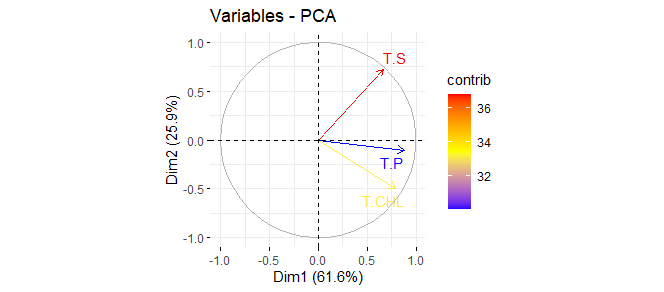 Variables - PCA
1.0
0.5
0.0
-0.5
-1.0
Dim2 (25.9%)
T.S
T.P
T.CHL
-1.0 -0.5 0.0 0.5 1.0
Dim1 (61.6%)
contrib
36
34
32